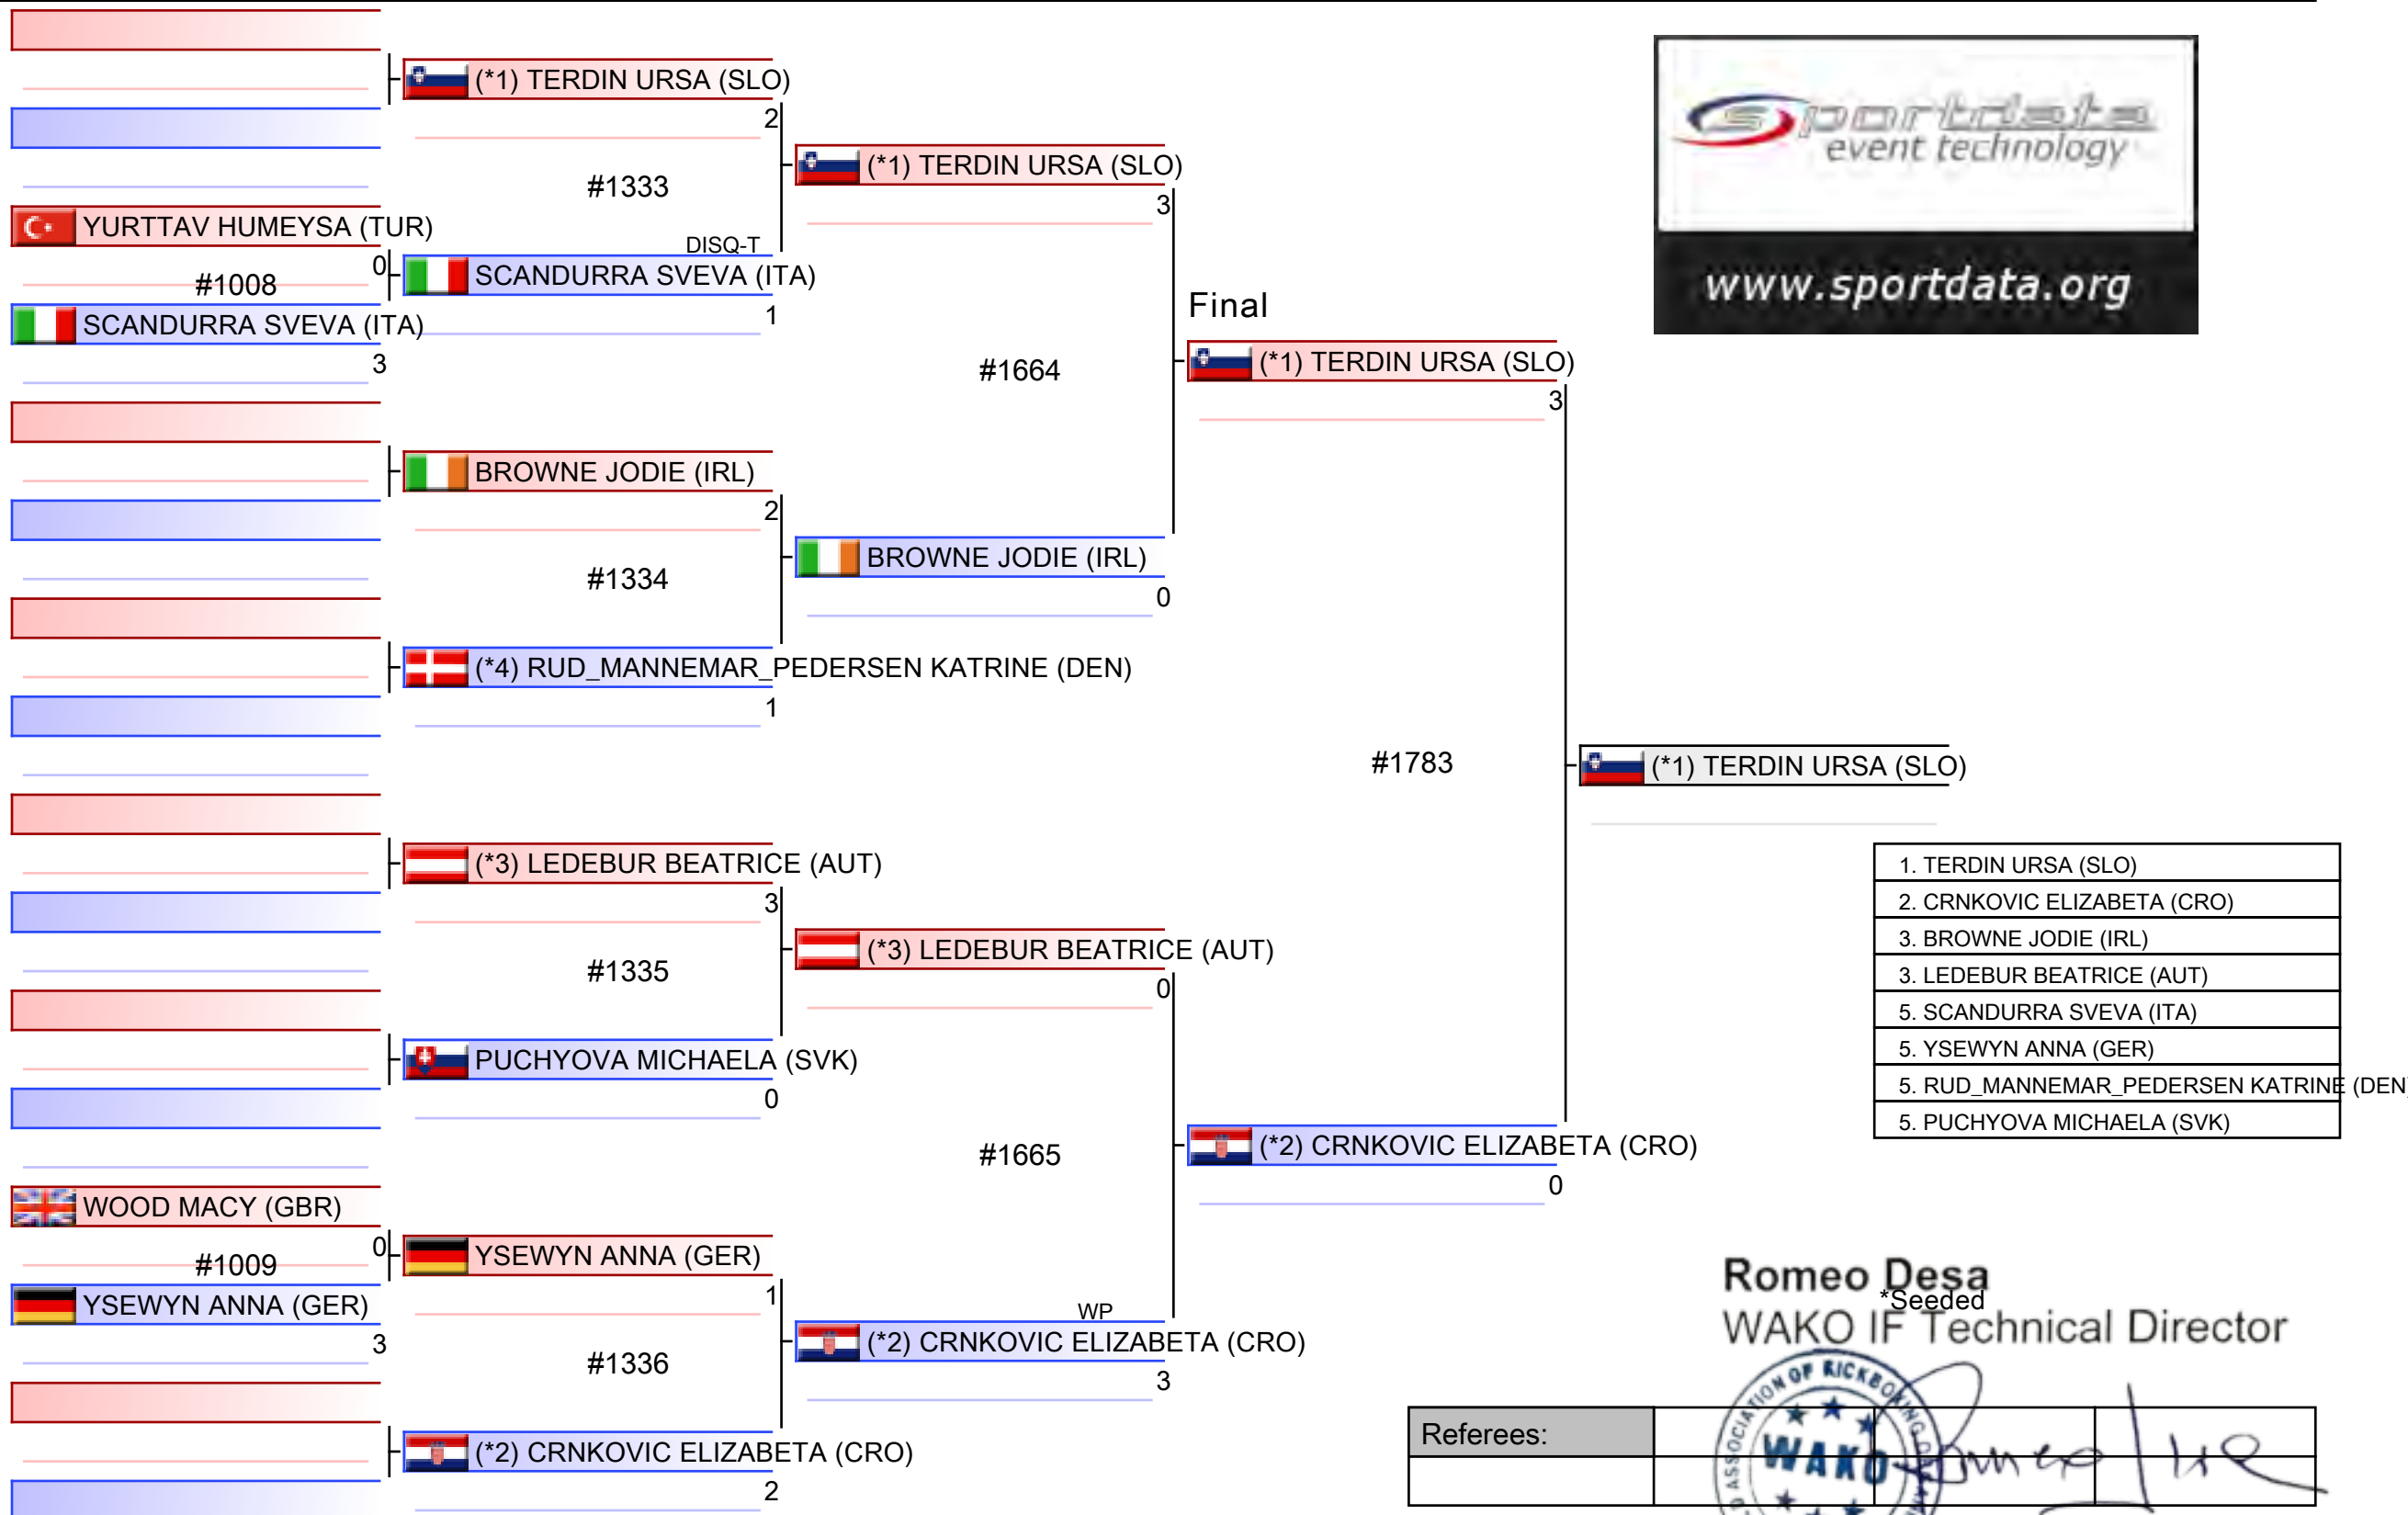 (*1) TERDIN URSA (SLO)
2
#1333
YURTTAV HUMEYSA (TUR)
0
#1008
SCANDURRA SVEVA (ITA)
3
DISQ-T
SCANDURRA SVEVA (ITA)
1
(*1) TERDIN URSA (SLO)
3
#1664
BROWNE JODIE (IRL)
2
#1334
(*4) RUD_MANNEMAR_PEDERSEN KATRINE (DEN)
1
BROWNE JODIE (IRL)
0
Final
(*1) TERDIN URSA (SLO)
3
#1783
(*1) TERDIN URSA (SLO)
(*3) LEDEBUR BEATRICE (AUT)
3
#1335
PUCHYOVA MICHAELA (SVK)
0
(*3) LEDEBUR BEATRICE (AUT)
0
#1665
WOOD MACY (GBR)
0
#1009
YSEWYN ANNA (GER)
3
YSEWYN ANNA (GER)
1
#1336
(*2) CRNKOVIC ELIZABETA (CRO)
2
WP
(*2) CRNKOVIC ELIZABETA (CRO)
3
(*2) CRNKOVIC ELIZABETA (CRO)
0
sportdata
event technology
www.sportdata.org
1. TERDIN URSA (SLO)
2. CRNKOVIC ELIZABETA (CRO)
3. BROWNE JODIE (IRL)
3. LEDEBUR BEATRICE (AUT)
5. SCANDURRA SVEVA (ITA)
5. YSEWYN ANNA (GER)
5. RUD_MANNEMAR_PEDERSEN KATRINE (DEN)
5. PUCHYOVA MICHAELA (SVK)
Romeo Desa
*Seeded
WAKO IF Technical Director
Referees:
ASSOCIATION OF KICKBOXING
WAKO